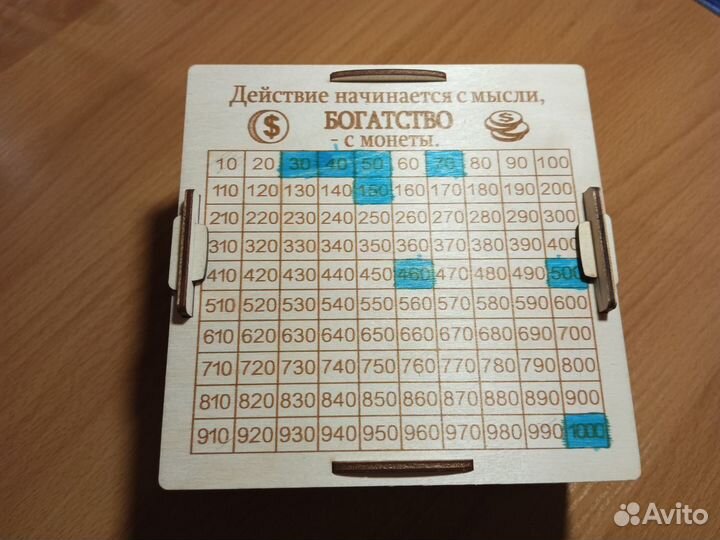 Действие начинается с мысли,
$ БОГАТСТВО $
- с монеты.
10 20 30 40 50 60 70 80 90 100
110 120 130 140 150 160 170 180 190 200
210 220 230 240 250 260 270 280 290 300
310 320 330 340 350 360 370 380 390 400
410 420 430 440 450 460 470 480 490 500
510 520 530 540 550 560 570 580 590 600
610 620 630 640 650 660 670 680 690 700
710 720 730 740 750 760 770 780 790 800
810 820 830 840 850 860 870 880 890 900
910 920 930 940 950 960 970 980 990 1000
Avito